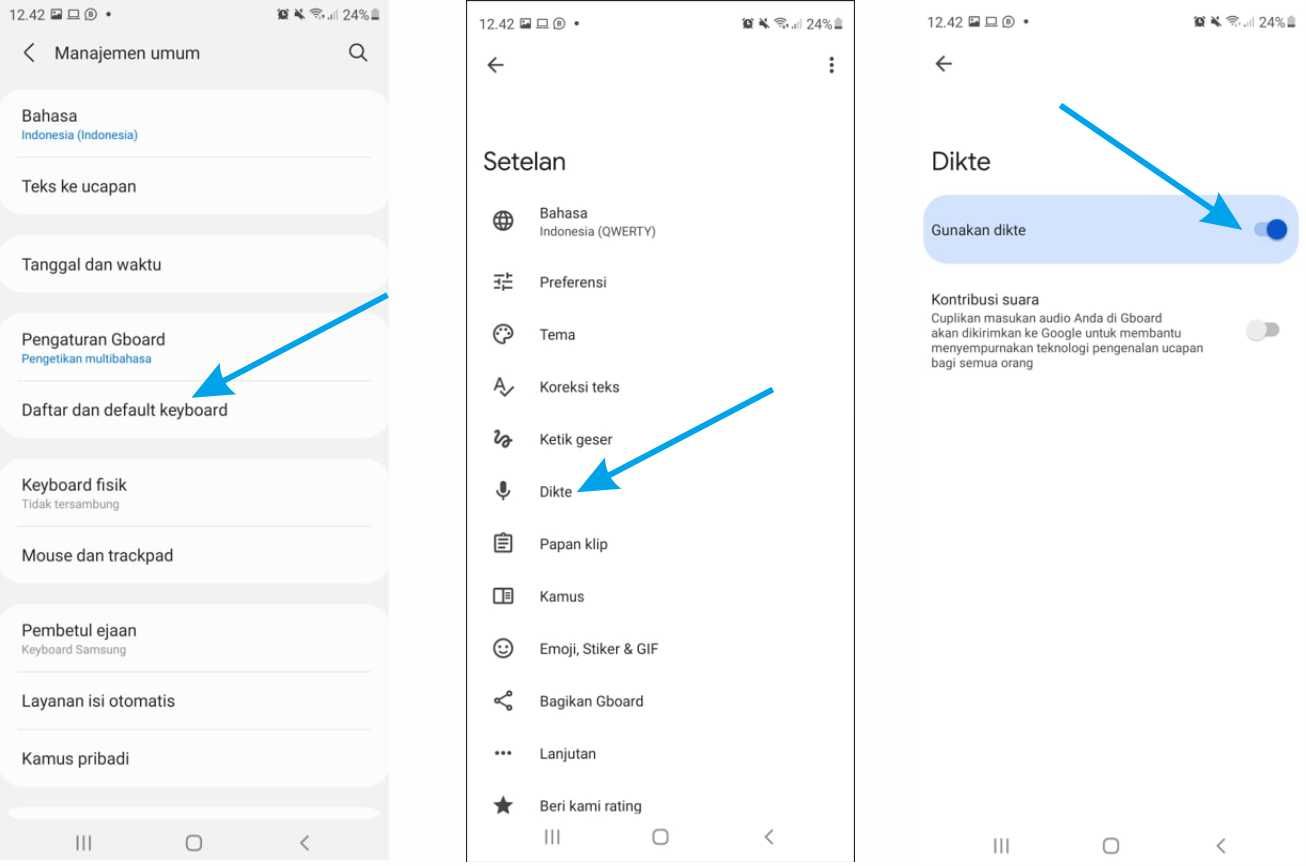 12.42
24%
Manajemen umum
Bahasa
Indonesia (Indonesia)
Teks ke ucapan
Tanggal dan waktu
Pengaturan Gboard
Pengetikan multibahasa
Daftar dan default keyboard
Keyboard fisik
Tidak tersambung
Mouse dan trackpad
Pembetul ejaan
Keyboard Samsung
Layanan isi otomatis
Kamus pribadi
12.42
24%
Setelan
Bahasa
Indonesia (QWERTY)
Preferensi
Tema
Koreksi teks
Ketik geser
Dikte
Papan klip
Kamus
Emoji, Stiker & GIF
Bagikan Gboard
Lanjutan
Beri kami rating
12.42
24%
Dikte
Gunakan dikte
Kontribusi suara
Cuplikan masukan audio Anda di Gboard
akan dikirimkan ke Google untuk membantu
menyempurnakan teknologi pengenalan ucapan
bagi semua orang